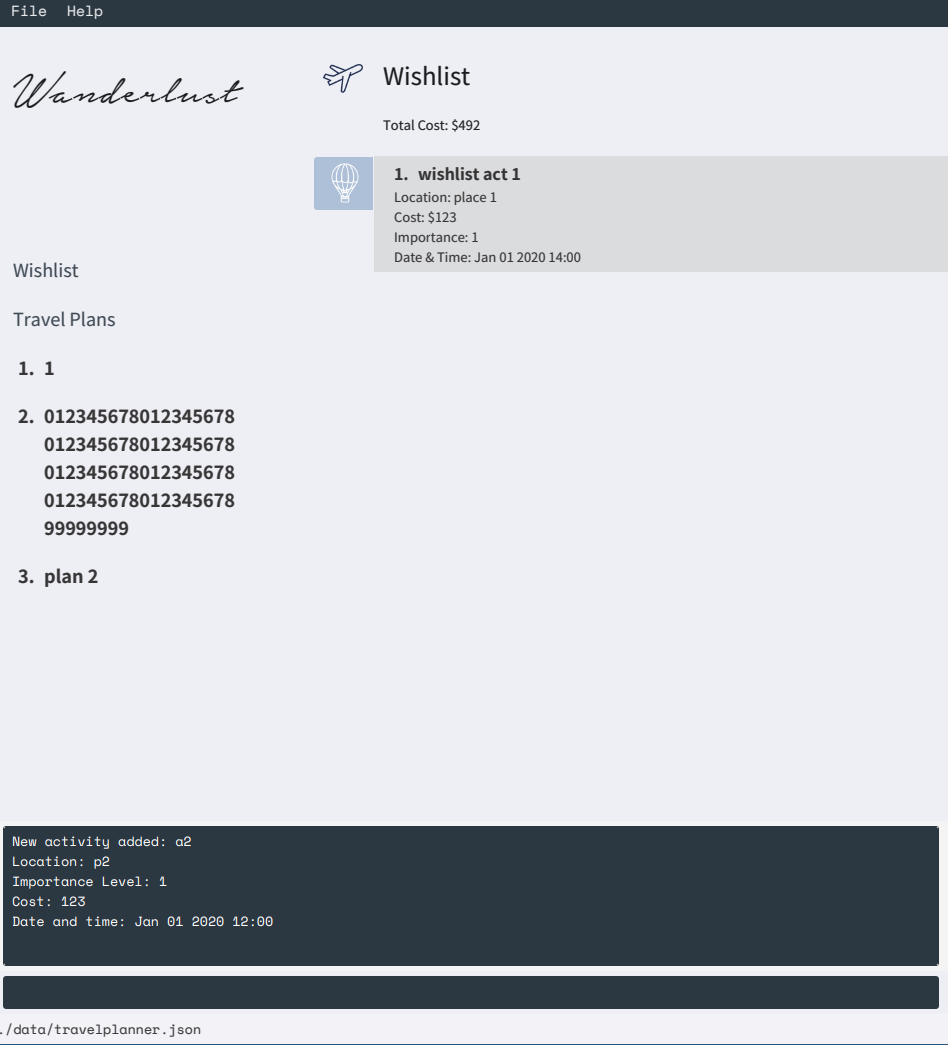 File Help
Wanderlust
Wishlist
Total Cost: $492
1. wishlist act 1
Location: place 1
Cost: $123
Importance: 1
Date & Time: Jan 01 2020 14:00
Wishlist
Travel Plans
1. 1
2. 012345678012345678
012345678012345678
012345678012345678
012345678012345678
99999999
3. plan 2
New activity added: a2
Location: p2
Importance Level: 1
Cost: 123
Date and time: Jan 01 2020 12:00
./data/travelplanner.json